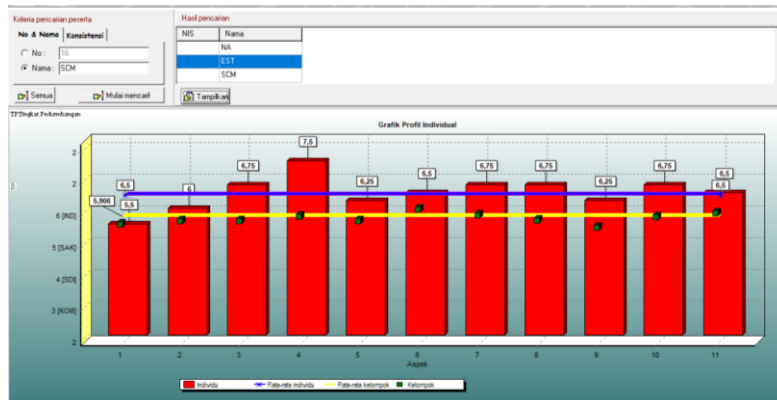 Kriteria pencarian peserta
No & Nama Konsistensi
No : 16
Nama : SCM
Semua Mulai mencari!
Hasil pencarian
NIS Nama
NA
EST
SCM
Tampilkan
TP:Tingkat Perkembangan
Grafik Profil Individual
7,5
6,75 6,75 6,75 6,75
6,5 6 6,25 6,5 6,25 6,5
5,906 5,5 6,5
2
2
6 [IND]
5 [SAK]
4 [SDI]
3 [KOM]
2
1 2 3 4 5 6 7 8 9 10 11
Aspek
Individu Rata-rata individu Rata-rata kelompok Kelompok